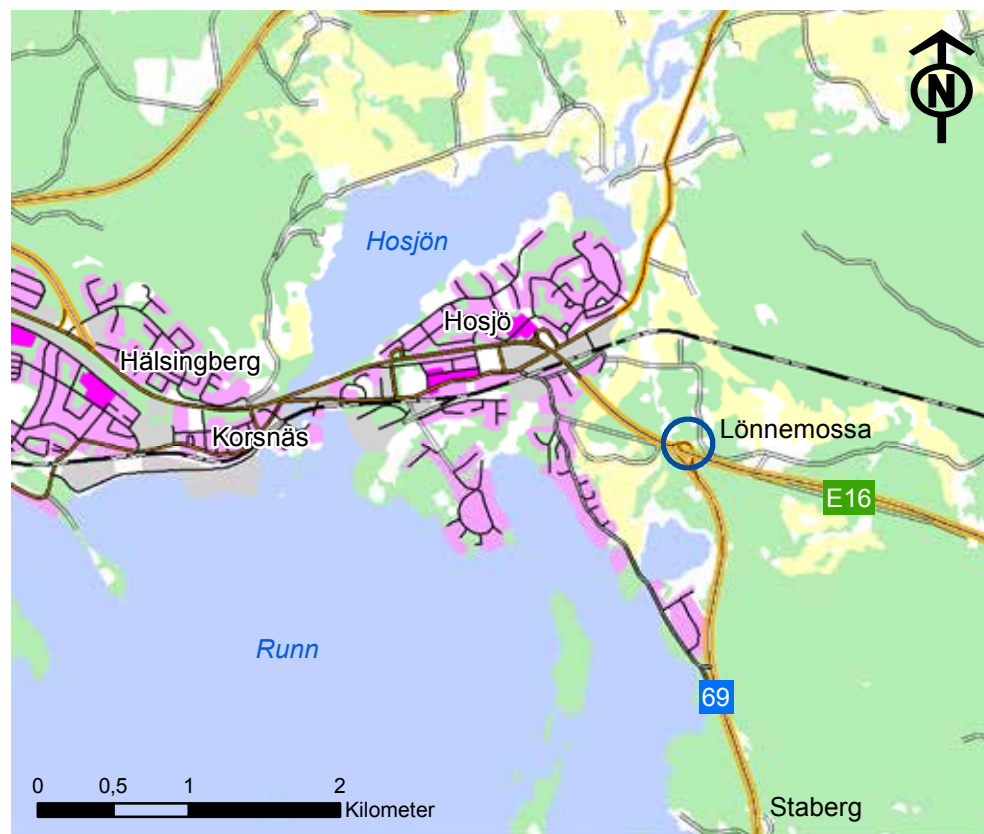 N
Hosjön
Hosjö
Hälsingberg
Korsnäs
Lönnemossa
E16
Runn
69
0 0,5 1 2
Kilometer
Staberg